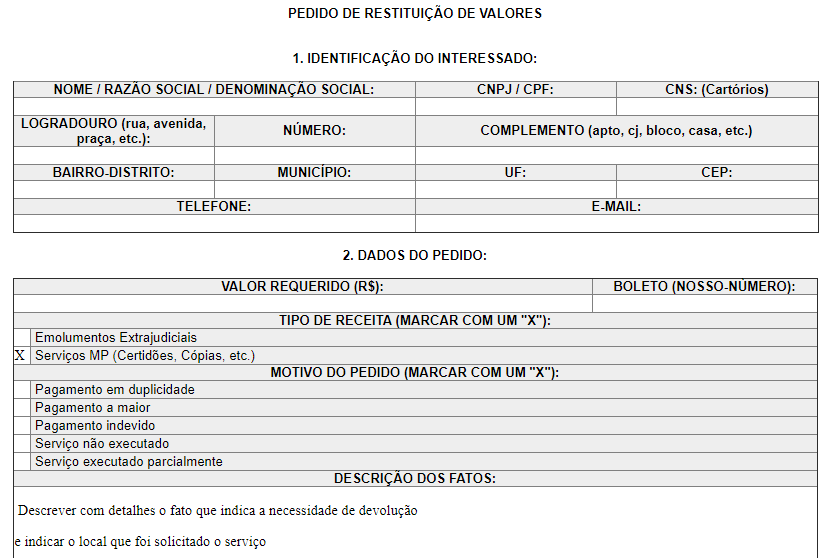 PEDIDO DE RESTITUIÇÃO DE VALORES
1. IDENTIFICAÇÃO DO INTERESSADO:
NOME / RAZÃO SOCIAL / DENOMINAÇÃO SOCIAL: CNPJ / CPF: CNS: (Cartórios)
LOGRADOURO (rua, avenida, praça, etc.): NÚMERO: COMPLEMENTO (apto, cj, bloco, casa, etc.)
BAIRRO-DISTRITO: MUNICÍPIO: UF: CEP:
TELEFONE: E-MAIL:
2. DADOS DO PEDIDO:
VALOR REQUERIDO (R$): BOLETO (NOSSO-NÚMERO):
TIPO DE RECEITA (MARCAR COM UM "X"):
Emolumentos Extrajudiciais
X Serviços MP (Certidões, Cópias, etc.)
MOTIVO DO PEDIDO (MARCAR COM UM "X"):
Pagamento em duplicidade
Pagamento a maior
Pagamento indevido
Serviço não executado
Serviço executado parcialmente
DESCRIÇÃO DOS FATOS:
Descrever com detalhes o fato que indica a necessidade de devolução
e indicar o local que foi solicitado o serviço